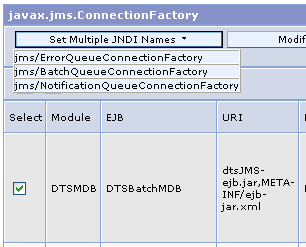 javax.jms.ConnectionFactory
Set Multiple JNDI Names
Modif
jms/ErrorQueueConnectionFactory
jms/BatchQueueConnectionFactory
jms/NotificationQueueConnectionFactory
Select Module EJB URI
DTSMDB DTSBatchMDB dtsJMS-
ejb.jar,META-
INF/ejb-
jar.xml